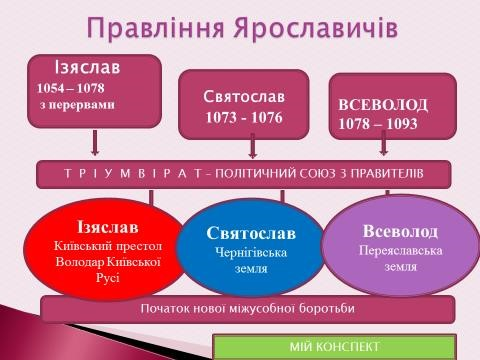 Правління Ярославичів
Ізяслав
1054 – 1078
з перервами
Святослав
1073 - 1076
ВСЕВОЛОД
1078 – 1093
Т Р І У М В І Р А Т – ПОЛІТИЧНИЙ СОЮЗ 3 ПРАВИТЕЛІВ
Ізяслав
Київський престол
Володар Київської
Русі
Святослав
Чернігівська
земля
Всеволод
Переяславська
земля
Початок нової міжусобної боротьби
МІЙ КОНСПЕКТ